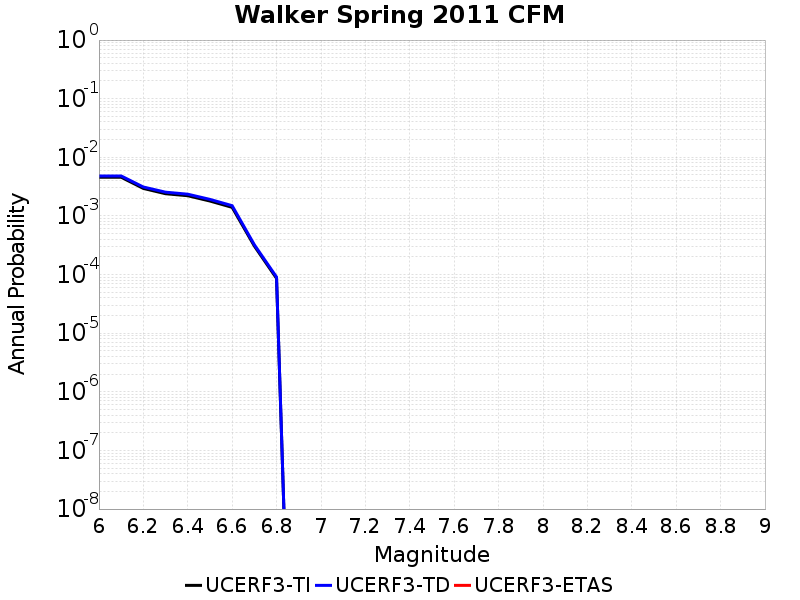 Walker Spring 2011 CFM
10^0
10^-1
10^-2
10^-3
10^-4
10^-5
10^-6
10^-7
10^-8
Annual Probability
6 6.2 6.4 6.6 6.8 7 7.2 7.4 7.6 7.8 8 8.2 8.4 8.6 8.8 9
Magnitude
UCERF3-TI UCERF3-TD UCERF3-ETAS